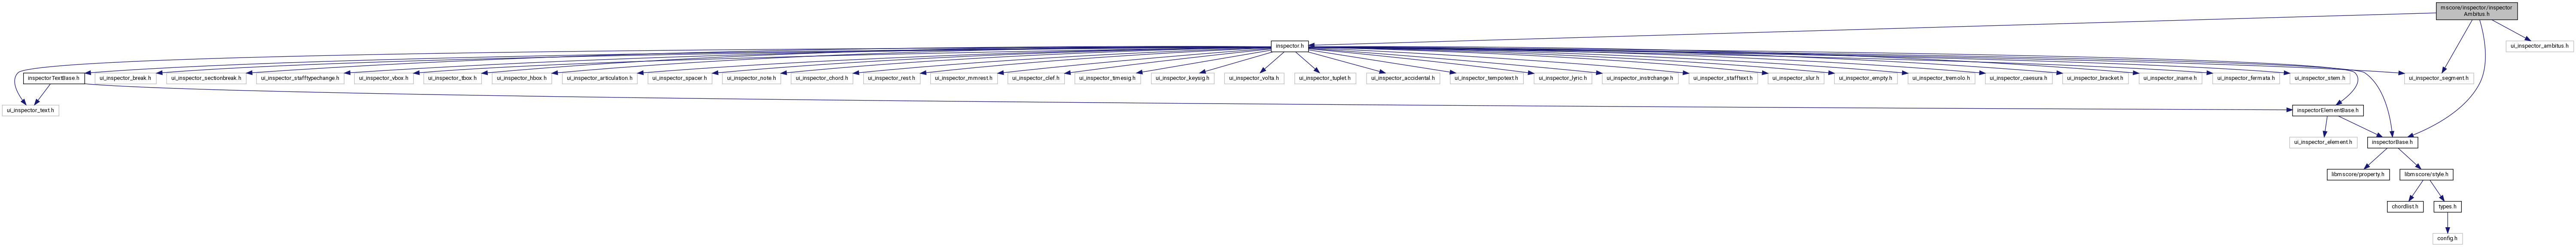 mscore/inspector/inspector
Ambitus.h
inspector.h
ui_inspector_ambitus.h
inspectorTextBase.h
ui_inspector_break.h
ui_inspector_sectionbreak.h
ui_inspector_stafftypechange.h
ui_inspector_vbox.h
ui_inspector_tbox.h
ui_inspector_hbox.h
ui_inspector_articulation.h
ui_inspector_spacer.h
ui_inspector_note.h
ui_inspector_chord.h
ui_inspector_rest.h
ui_inspector_mmrest.h
ui_inspector_clef.h
ui_inspector_timesig.h
ui_inspector_keysig.h
ui_inspector_volta.h
ui_inspector_tuplet.h
ui_inspector_accidental.h
ui_inspector_tempotext.h
ui_inspector_lyric.h
ui_inspector_instrchange.h
ui_inspector_stafftext.h
ui_inspector_slur.h
ui_inspector_empty.h
ui_inspector_tremolo.h
ui_inspector_caesura.h
ui_inspector_bracket.h
ui_inspector_iname.h
ui_inspector_fermata.h
ui_inspector_stem.h
ui_inspector_segment.h
ui_inspector_text.h
inspectorElementBase.h
ui_inspector_element.h
inspectorBase.h
libmscore/property.h
libmscore/style.h
chordlist.h
types.h
config.h